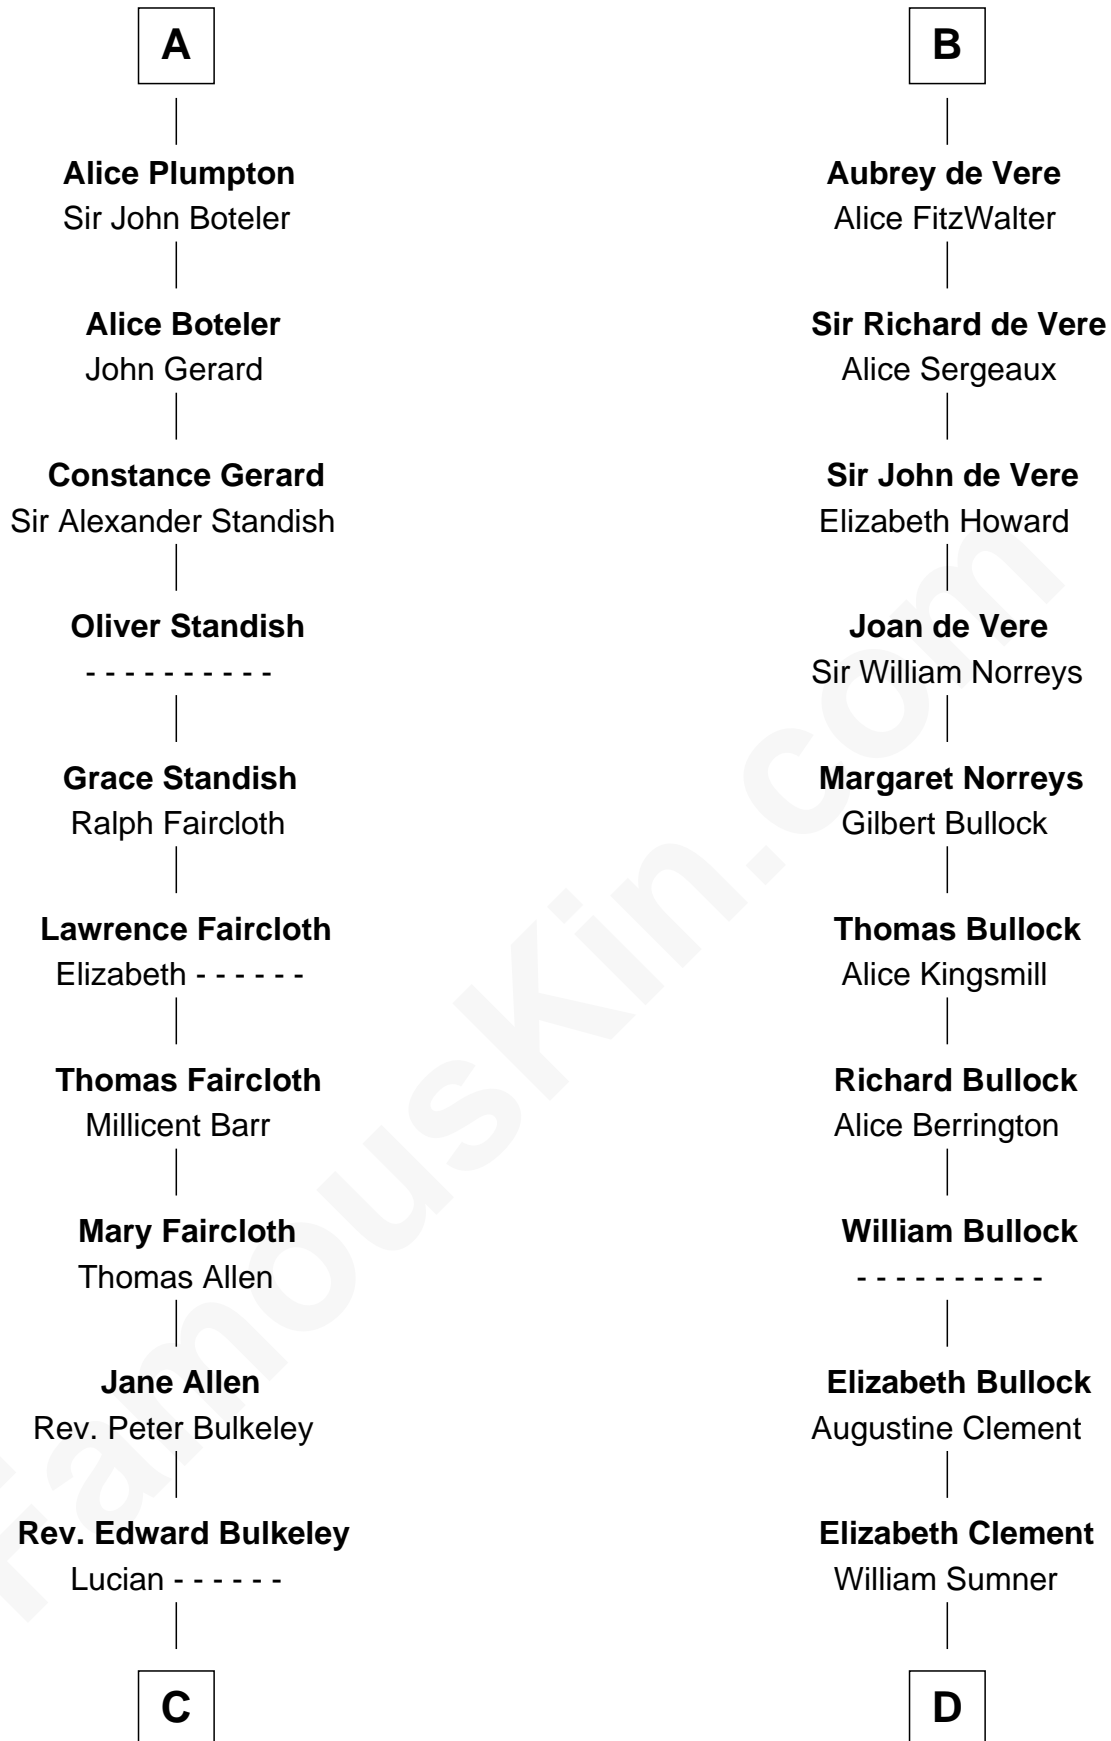 A
Alice Plumpton
Sir John Boteler
Alice Boteler
John Gerard
Constance Gerard
Sir Alexander Standish
Oliver Standish
- - - - - - - - - -
Grace Standish
Ralph Faircloth
Lawrence Faircloth
Elizabeth - - - - - -
Thomas Faircloth
Millicent Barr
Mary Faircloth
Thomas Allen
Jane Allen
Rev. Peter Bulkeley
Rev. Edward Bulkeley
Lucian - - - - - -
C
B
Aubrey de Vere
Alice FitzWalter
Sir Richard de Vere
Alice Sergeaux
Sir John de Vere
Elizabeth Howard
Joan de Vere
Sir William Norreys
Margaret Norreys
Gilbert Bullock
Thomas Bullock
Alice Kingsmill
Richard Bullock
Alice Berrington
William Bullock
- - - - - - - - - -
Elizabeth Bullock
Augustine Clement
Elizabeth Clement
William Sumner
D
FamousKin.com